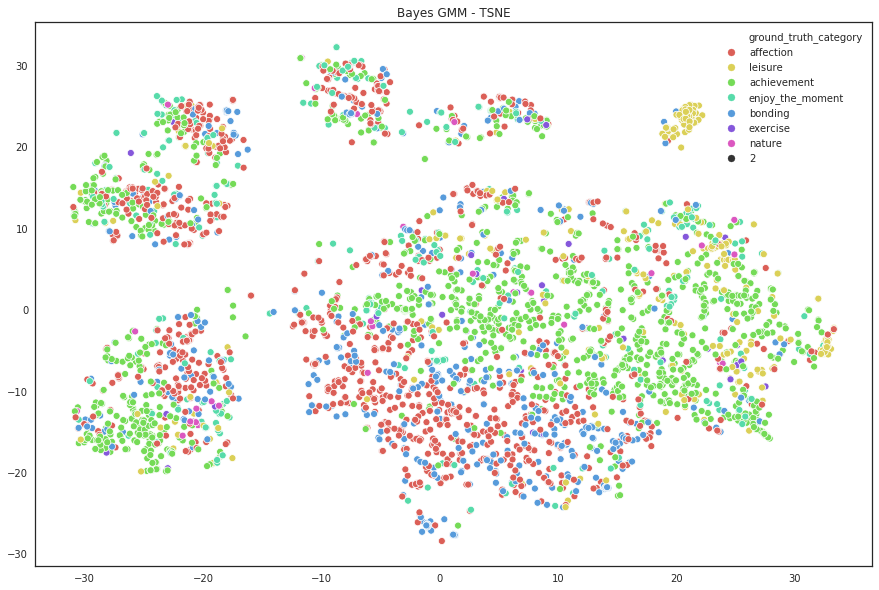 Bayes GMM - TSNE
ground_truth_category
affection
leisure
achievement
enjoy_the_moment
bonding
exercise
nature
2
30
20
10
0
−10
−20
−30
−30 −20 −10 0 10 20 30